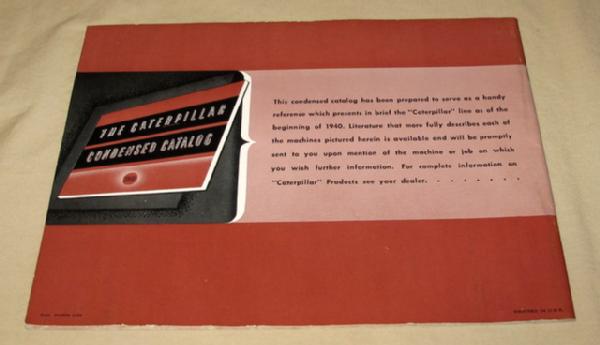 THE CATERPILLAR
CONDENSED CATALOG
This condensed catalog has been prepared to serve as a handy
reference which presents in brief the "Caterpillar" line as of the
beginning of 1940. Literature that more fully describes each of
the machines pictured herein is available and will be promptly
sent to you upon mention of the machine or job on which
you wish further information. For complete information on
"Caterpillar" Products see your dealer. . . . . . . .
PRINTED IN U.S.A.